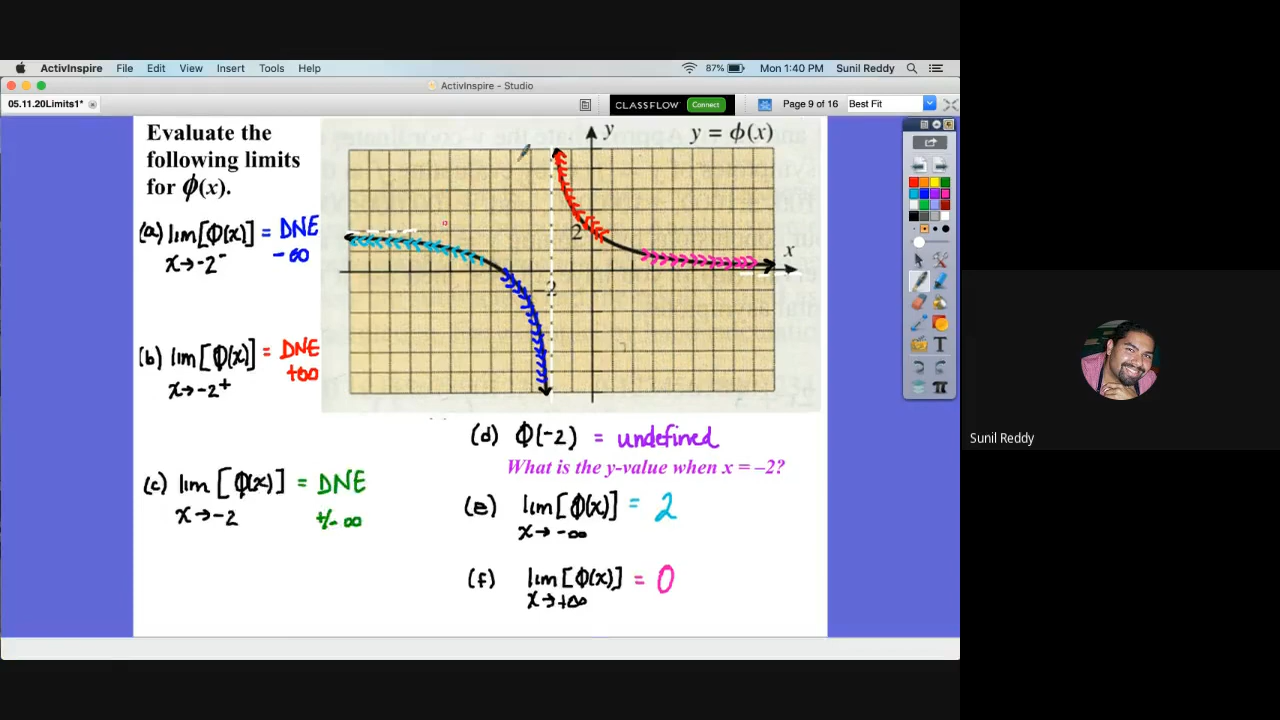 ActivInspire File Edit View Insert Tools Help 87% Mon 1:40 PM Sunil Reddy
ActivInspire - Studio
05.11.20Limits1* CLASSFLOW Connect Page 9 of 16 Best Fit
Evaluate the
following limits
for ϕ(x).
y
y = ϕ(x)
2
x
-2
(a) lim[ϕ(x)] = DNE
x→-2⁻ -∞
(b) lim[ϕ(x)] = DNE
x→-2⁺ +∞
(c) lim[ϕ(x)] = DNE
x→-2 +/- ∞
(d) ϕ(-2) = undefined
What is the y-value when x = –2?
(e) lim[ϕ(x)] = 2
x→-∞
(f) lim[ϕ(x)] = 0
x→+∞
T
π
Sunil Reddy